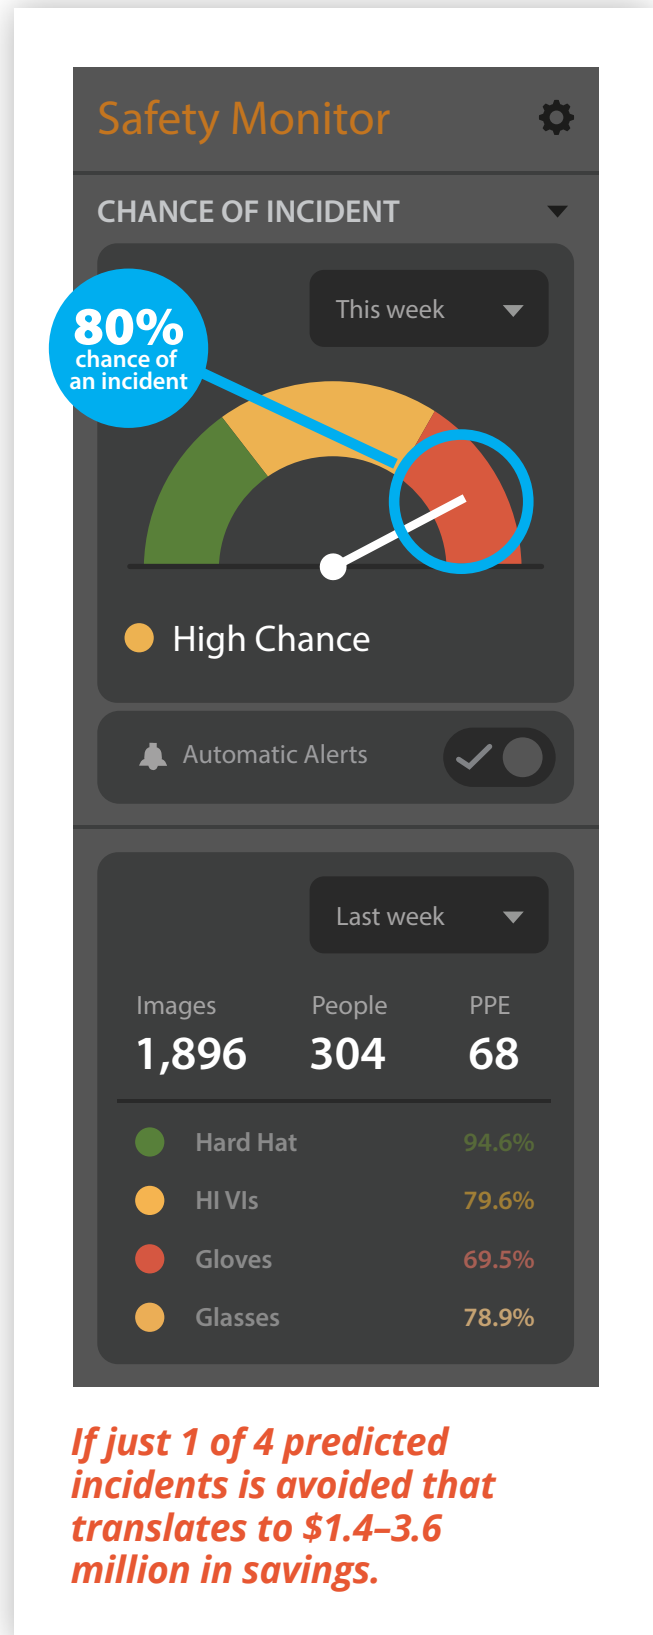 Safety Monitor
CHANCE OF INCIDENT
This week
80%
chance of
an incident
High Chance
Automatic Alerts
Last week
Images People PPE
1,896 304 68
Hard Hat 94.6%
HI VIs 79.6%
Gloves 69.5%
Glasses 78.9%
If just 1 of 4 predicted
incidents is avoided that
translates to $1.4–3.6
million in savings.